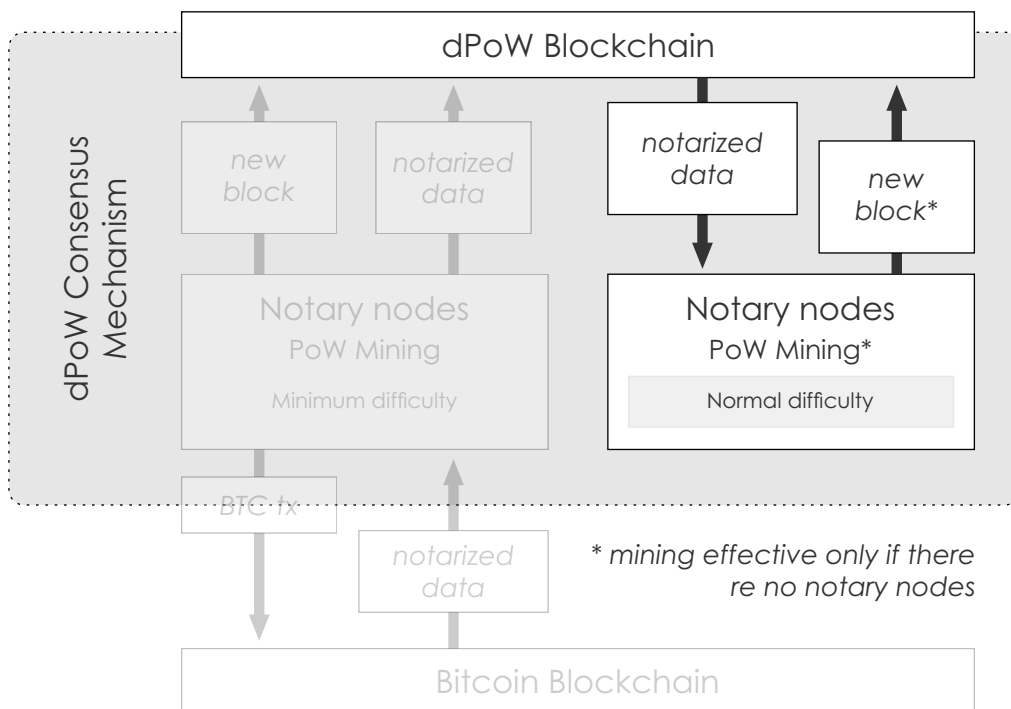 dPoW Blockchain
dPoW Consensus
Mechanism
new
block
notarized
data
notarized
data
new
block*
Notary nodes
PoW Mining
Minimum difficulty
Notary nodes
PoW Mining*
Normal difficulty
BTC tx
notarized
data
* mining effective only if there
re no notary nodes
Bitcoin Blockchain